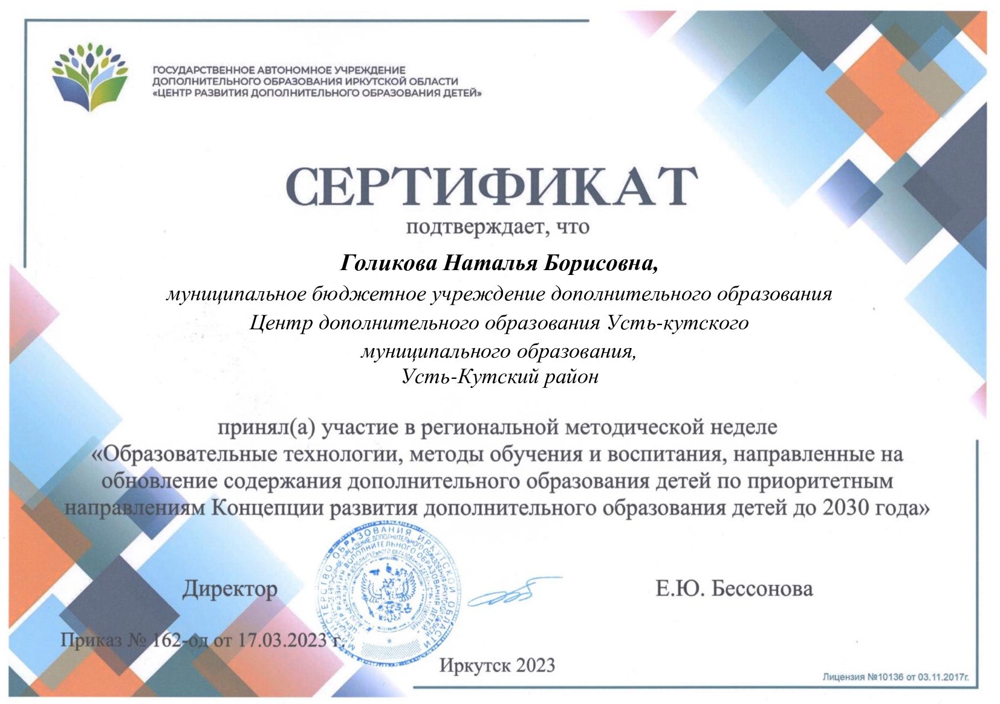 ГОСУДАРСТВЕННОЕ АВТОНОМНОЕ УЧРЕЖДЕНИЕ
ДОПОЛНИТЕЛЬНОГО ОБРАЗОВАНИЯ ИРКУТСКОЙ ОБЛАСТИ
«ЦЕНТР РАЗВИТИЯ ДОПОЛНИТЕЛЬНОГО ОБРАЗОВАНИЯ ДЕТЕЙ»
СЕРТИФИКАТ
подтверждает, что
Голикова Наталья Борисовна,
муниципальное бюджетное учреждение дополнительного образования
Центр дополнительного образования Усть-кутского
муниципального образования,
Усть-Кутский район
принял(а) участие в региональной методической неделе
«Образовательные технологии, методы обучения и воспитания, направленные на
обновление содержания дополнительного образования детей по приоритетным
направлениям Концепции развития дополнительного образования детей до 2030 года»
МИНИСТЕРСТВО ОБРАЗОВАНИЯ ИРКУТСКОЙ ОБЛАСТИ
Директор
Е.Ю. Бессонова
Приказ № 162-од от 17.03.2023 г.
Иркутск 2023
Лицензия №10136 от 03.11.2017г.